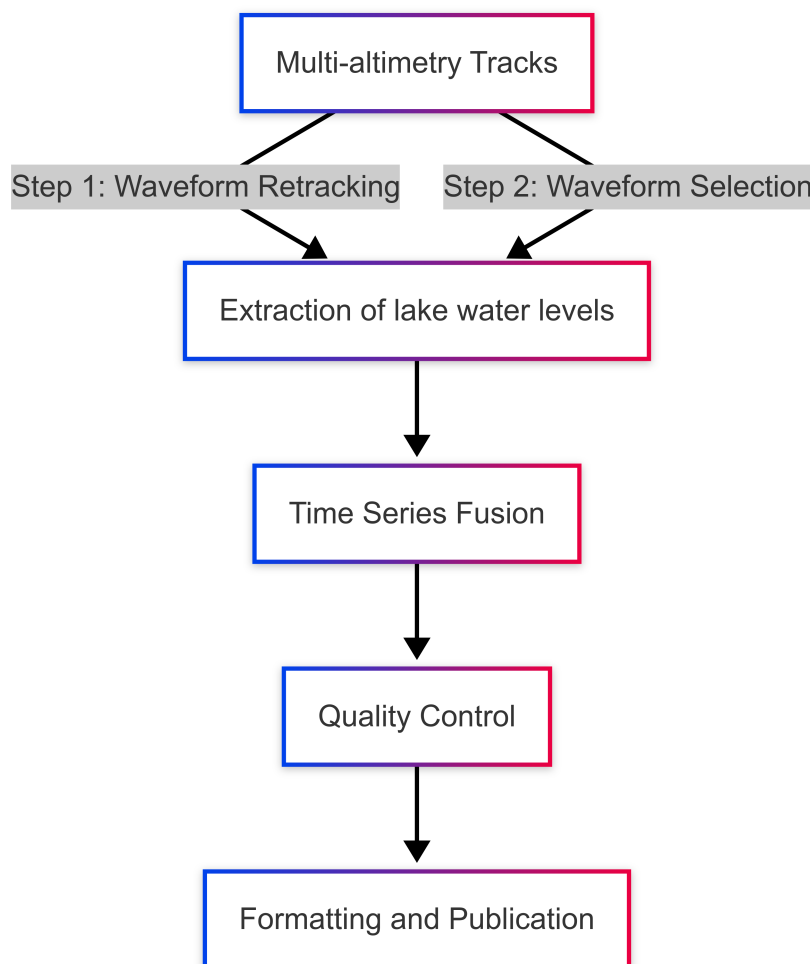 Multi-altimetry Tracks
Step 1: Waveform Retracking
Step 2: Waveform Selection
Extraction of lake water levels
Time Series Fusion
Quality Control
Formatting and Publication